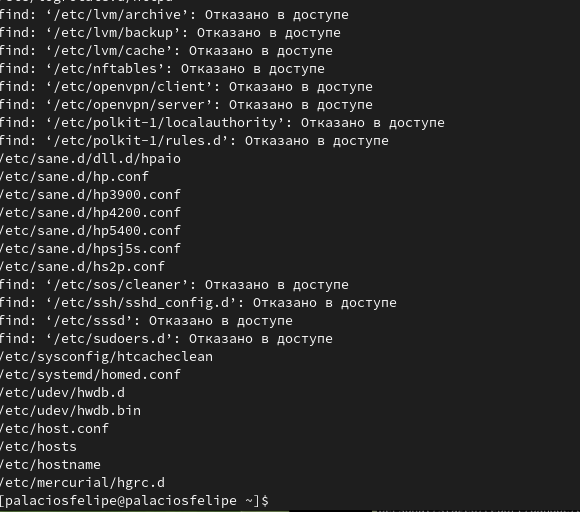 find: ‘/etc/lvm/archive’: Отказано в доступе
find: ‘/etc/lvm/backup’: Отказано в доступе
find: ‘/etc/lvm/cache’: Отказано в доступе
find: ‘/etc/nftables’: Отказано в доступе
find: ‘/etc/openvpn/client’: Отказано в доступе
find: ‘/etc/openvpn/server’: Отказано в доступе
find: ‘/etc/polkit-1/localauthority’: Отказано в доступе
find: ‘/etc/polkit-1/rules.d’: Отказано в доступе
/etc/sane.d/dll.d/hpaio
/etc/sane.d/hp.conf
/etc/sane.d/hp3900.conf
/etc/sane.d/hp4200.conf
/etc/sane.d/hp5400.conf
/etc/sane.d/hpsj5s.conf
/etc/sane.d/hs2p.conf
find: ‘/etc/sos/cleaner’: Отказано в доступе
find: ‘/etc/ssh/sshd_config.d’: Отказано в доступе
find: ‘/etc/sssd’: Отказано в доступе
find: ‘/etc/sudoers.d’: Отказано в доступе
/etc/sysconfig/htcacheclean
/etc/systemd/homed.conf
/etc/udev/hwdb.d
/etc/udev/hwdb.bin
/etc/host.conf
/etc/hosts
/etc/hostname
/etc/mercurial/hgrc.d
[palaciosfelipe@palaciosfelipe ~]$